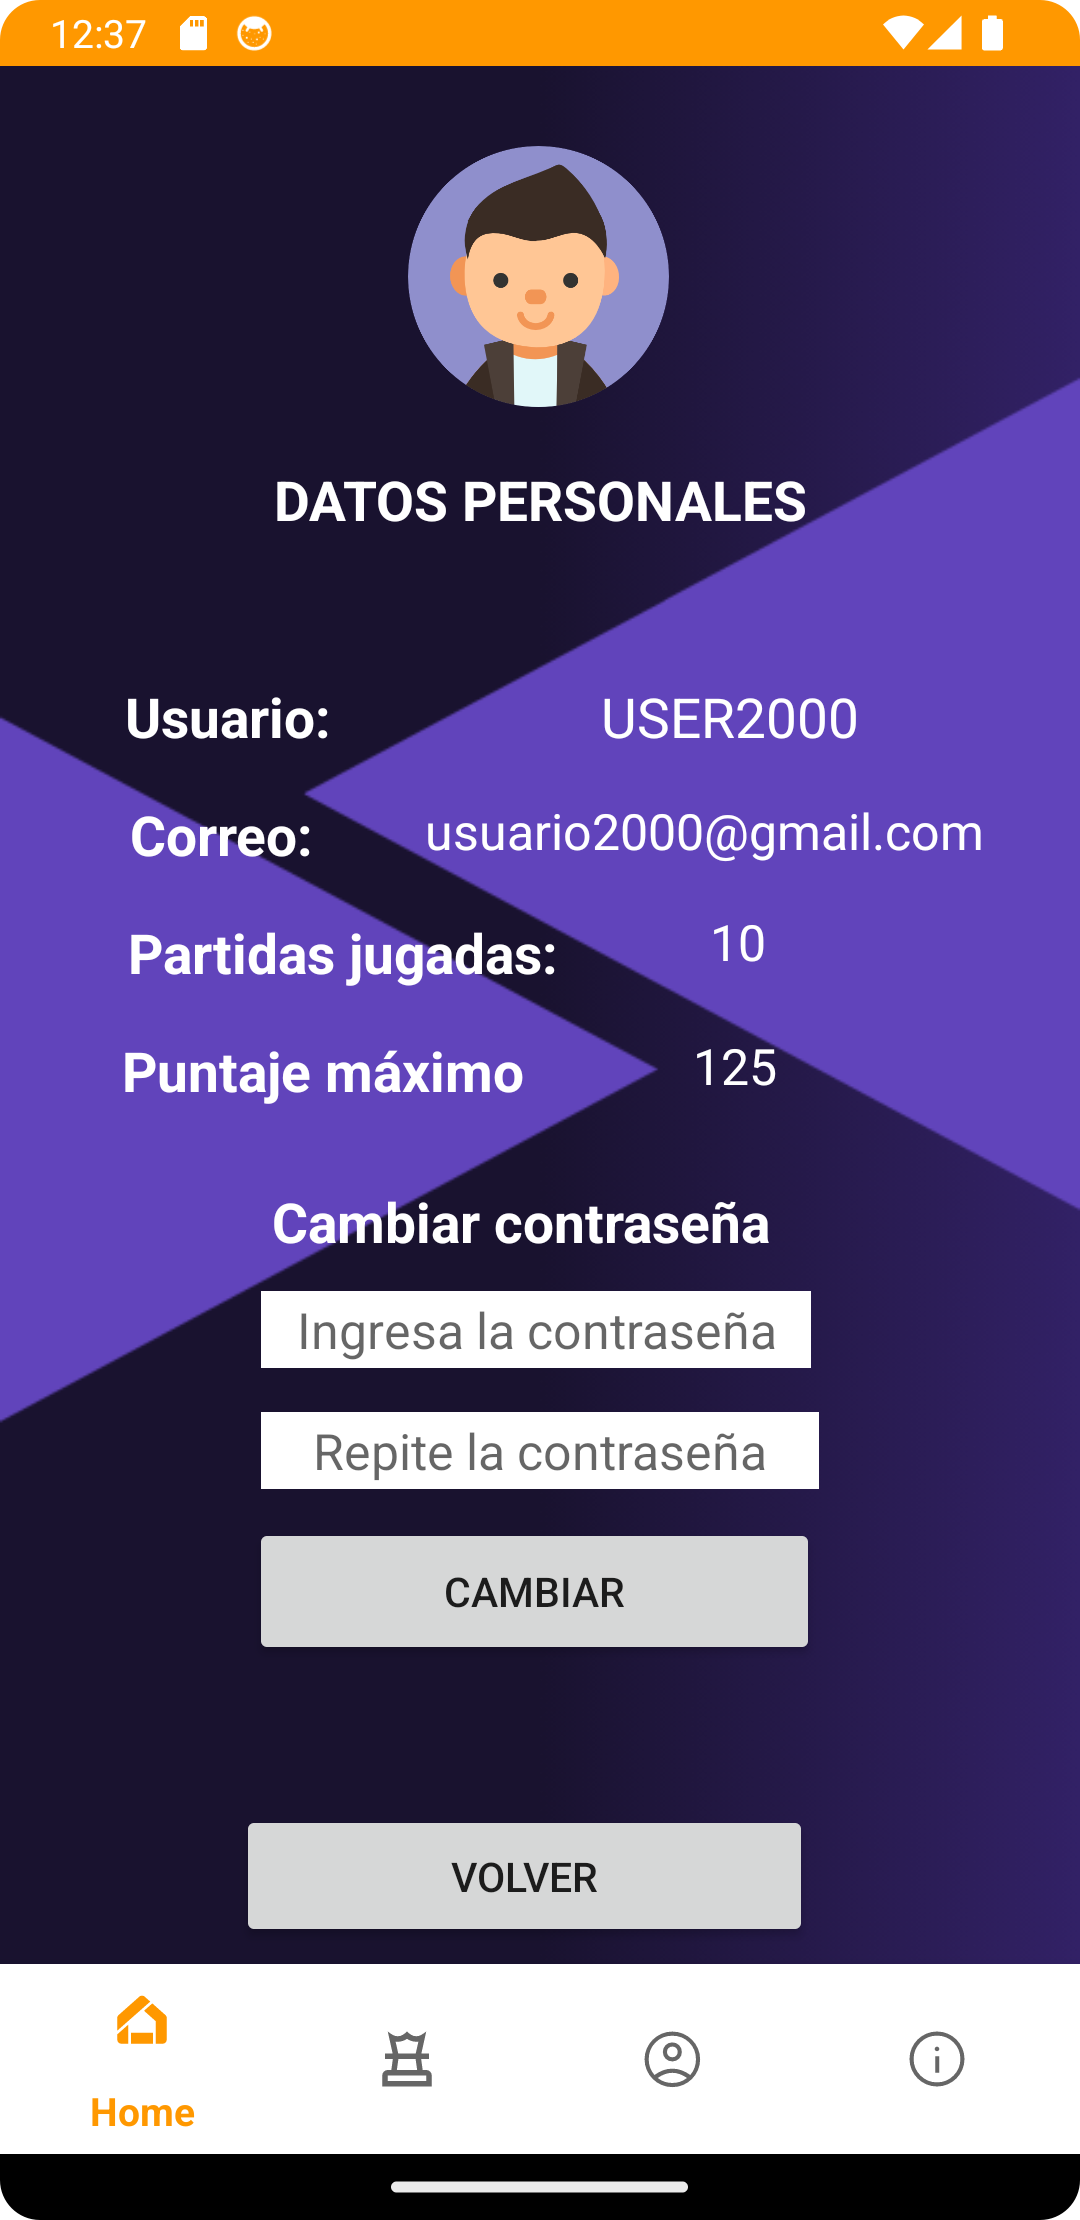 12:37
DATOS PERSONALES
Usuario: USER2000
Correo: usuario2000@gmail.com
Partidas jugadas: 10
Puntaje máximo 125
Cambiar contraseña
Ingresa la contraseña
Repite la contraseña
CAMBIAR
VOLVER
Home